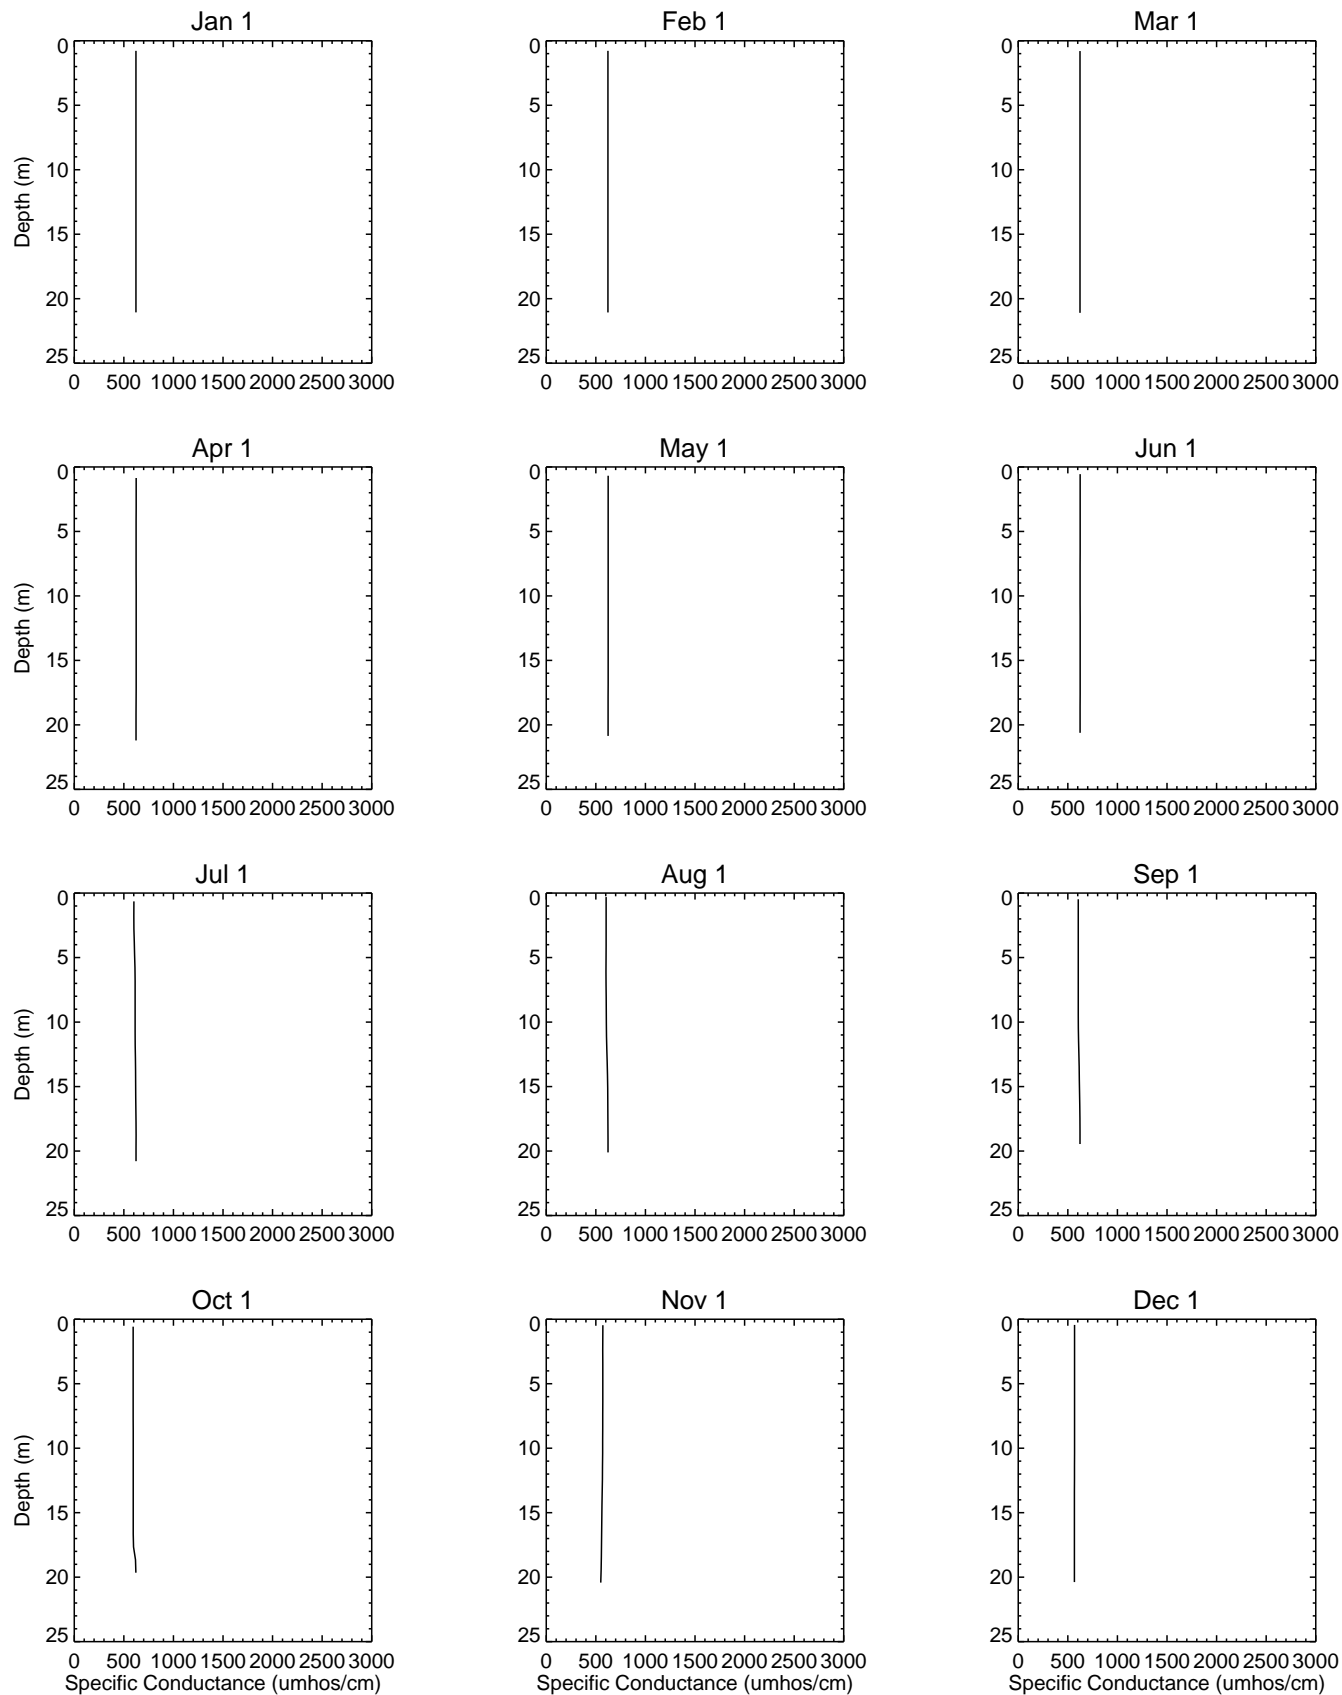 Jan 1
Feb 1
Mar 1
0 0 0
5 5 5
10 10 10
15 15 15
20 20 20
25 25 25
Depth (m)
0 500 1000 1500 2000 2500 3000
0 500 1000 1500 2000 2500 3000
0 500 1000 1500 2000 2500 3000
Apr 1
May 1
Jun 1
0 0 0
5 5 5
10 10 10
15 15 15
20 20 20
25 25 25
Depth (m)
0 500 1000 1500 2000 2500 3000
0 500 1000 1500 2000 2500 3000
0 500 1000 1500 2000 2500 3000
Jul 1
Aug 1
Sep 1
0 0 0
5 5 5
10 10 10
15 15 15
20 20 20
25 25 25
Depth (m)
0 500 1000 1500 2000 2500 3000
0 500 1000 1500 2000 2500 3000
0 500 1000 1500 2000 2500 3000
Oct 1
Nov 1
Dec 1
0 0 0
5 5 5
10 10 10
15 15 15
20 20 20
25 25 25
Depth (m)
0 500 1000 1500 2000 2500 3000
0 500 1000 1500 2000 2500 3000
0 500 1000 1500 2000 2500 3000
Specific Conductance (umhos/cm)
Specific Conductance (umhos/cm)
Specific Conductance (umhos/cm)